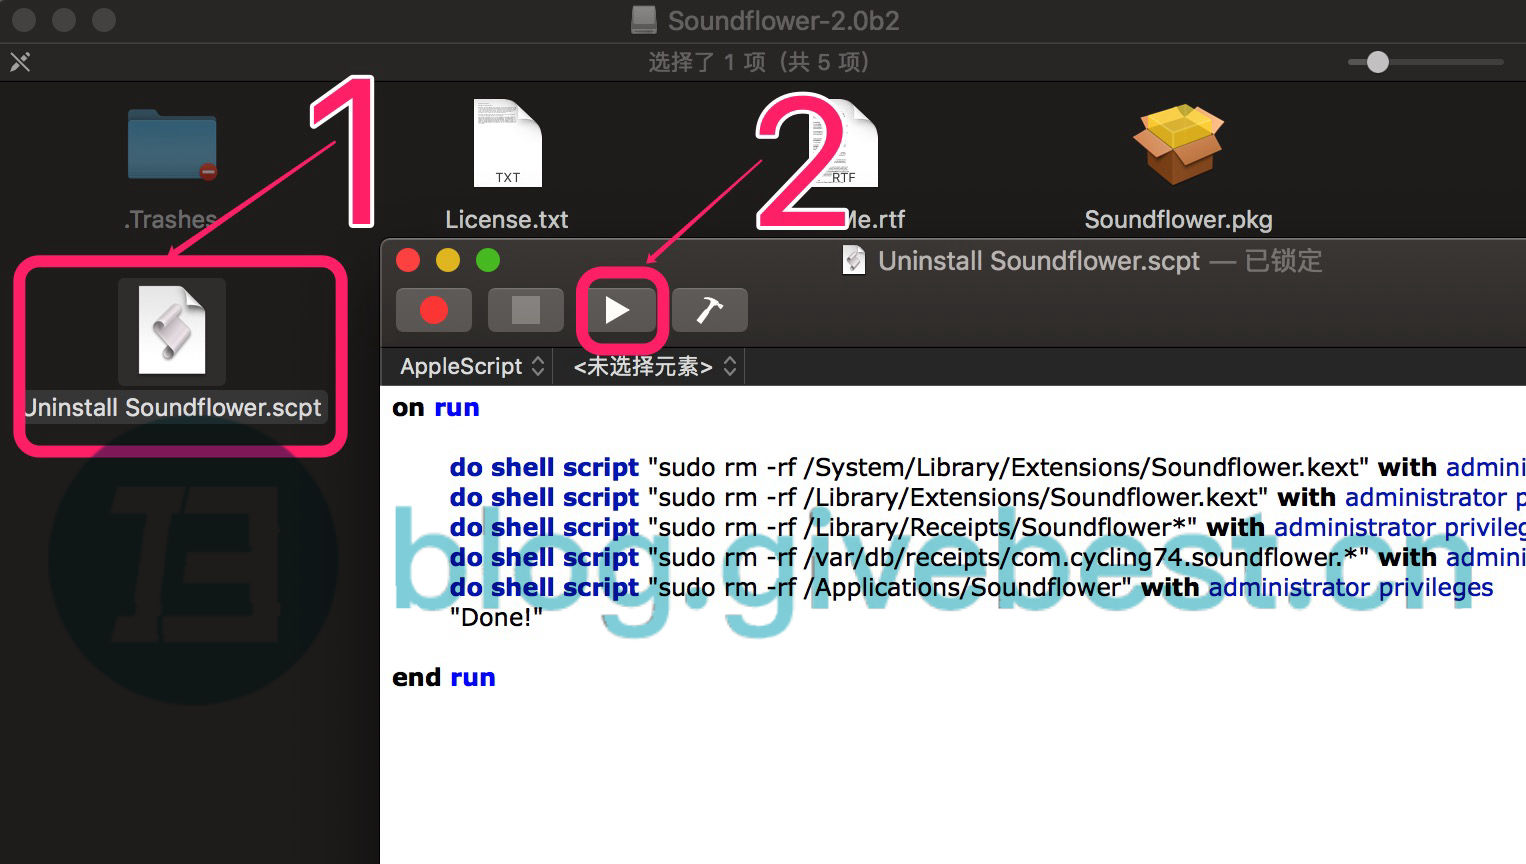 Soundflower-2.0b2
选择了 1 项（共 5 项）
1
2
TXT
RTF
.Trashes
License.txt
Me.rtf
Soundflower.pkg
Uninstall Soundflower.scpt
Uninstall Soundflower.scpt — 已锁定
AppleScript
<未选择元素>
on run
do shell script "sudo rm -rf /System/Library/Extensions/Soundflower.kext" with admini
do shell script "sudo rm -rf /Library/Extensions/Soundflower.kext" with administrator p
do shell script "sudo rm -rf /Library/Receipts/Soundflower*" with administrator privileg
do shell script "sudo rm -rf /var/db/receipts/com.cycling74.soundflower.*" with admini
do shell script "sudo rm -rf /Applications/Soundflower" with administrator privileges
"Done!"
end run
blog.givebest.cn